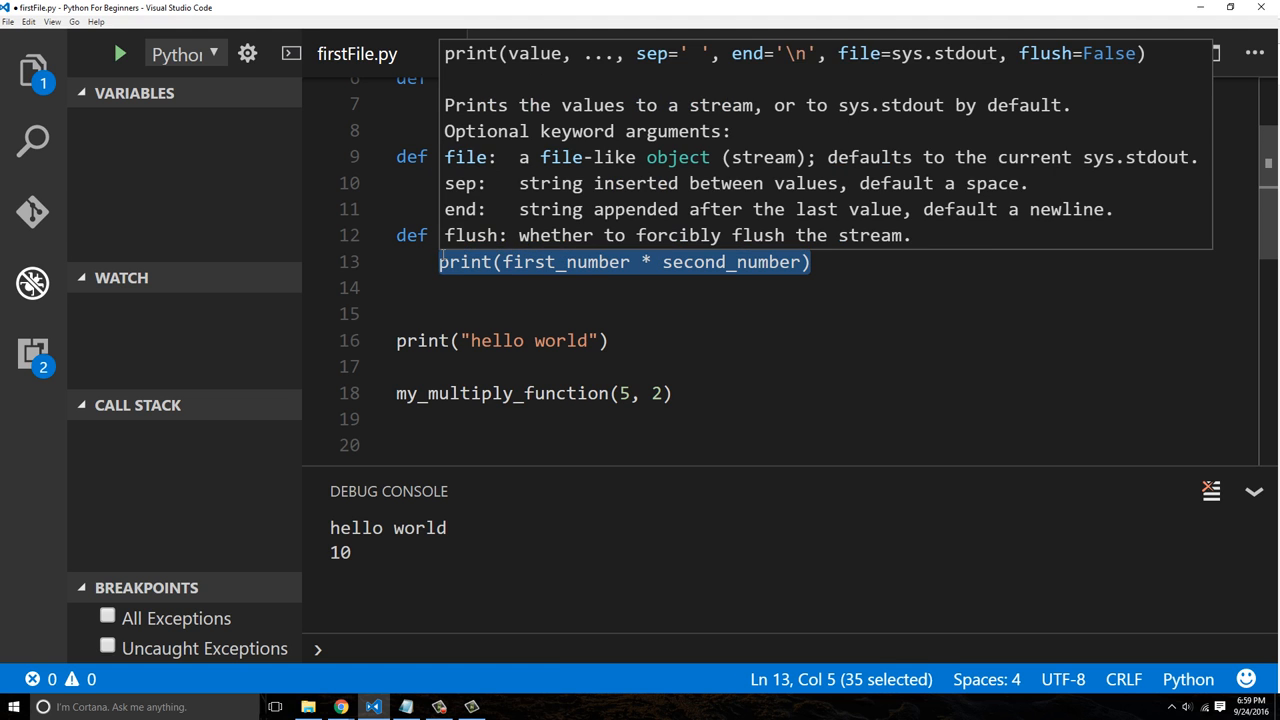 firstFile.py - Python For Beginners - Visual Studio Code
File Edit View Go Help
1
2
Python
firstFile.py
print(value, ..., sep=' ', end='\n', file=sys.stdout, flush=False)
Prints the values to a stream, or to sys.stdout by default.
Optional keyword arguments:
file: a file-like object (stream); defaults to the current sys.stdout.
sep: string inserted between values, default a space.
end: string appended after the last value, default a newline.
flush: whether to forcibly flush the stream.
VARIABLES
WATCH
CALL STACK
BREAKPOINTS
All Exceptions
Uncaught Exceptions
6 def
7
8
9 def
10
11
12 def
13 print(first_number * second_number)
14
15
16 print("hello world")
17
18 my_multiply_function(5, 2)
19
20
DEBUG CONSOLE
hello world
10
0 0
Ln 13, Col 5 (35 selected) Spaces: 4 UTF-8 CRLF Python
I'm Cortana. Ask me anything.
6:59 PM
9/24/2016